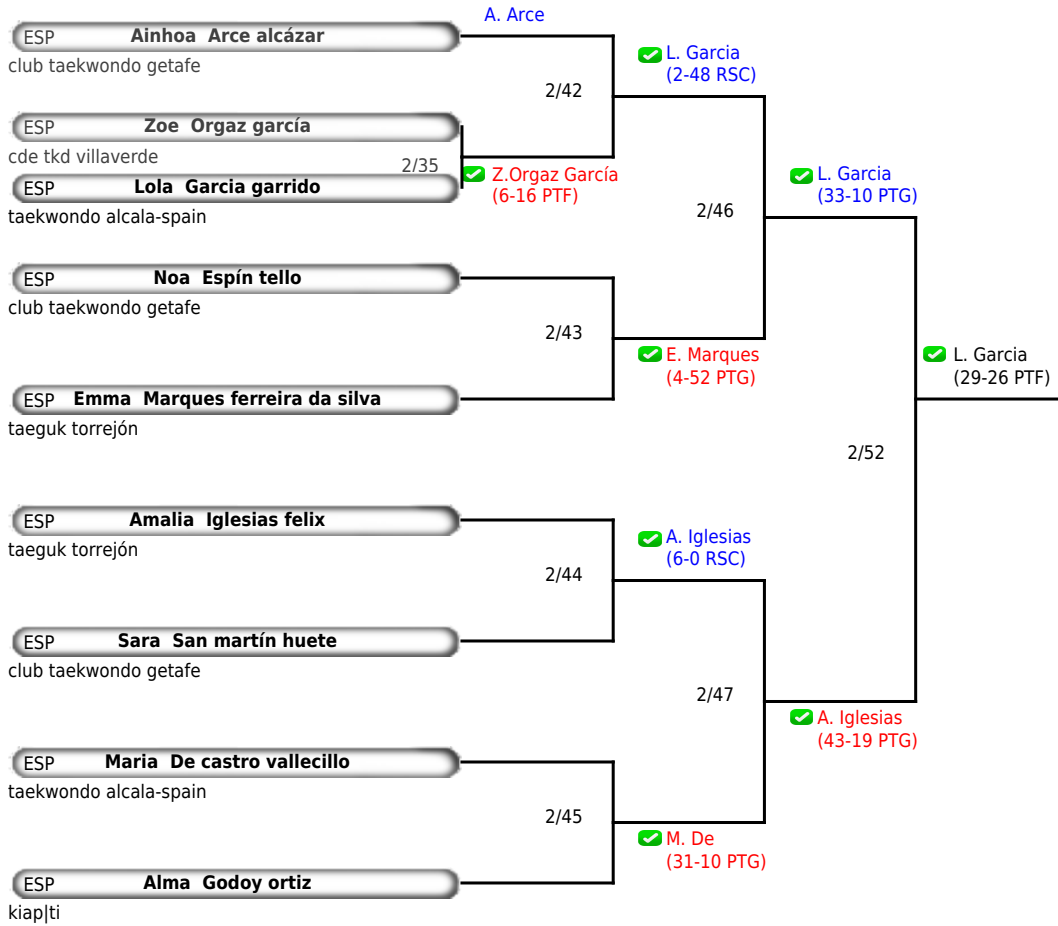 A. Arce
ESP Ainhoa Arce alcázar
club taekwondo getafe
L. Garcia
(2-48 RSC)
2/42
ESP Zoe Orgaz garcía
cde tkd villaverde
2/35
Z.Orgaz García
(6-16 PTF)
ESP Lola Garcia garrido
taekwondo alcala-spain
L. Garcia
(33-10 PTG)
2/46
ESP Noa Espín tello
club taekwondo getafe
2/43
E. Marques
(4-52 PTG)
L. Garcia
(29-26 PTF)
ESP Emma Marques ferreira da silva
taeguk torrejón
2/52
ESP Amalia Iglesias felix
taeguk torrejón
A. Iglesias
(6-0 RSC)
2/44
ESP Sara San martín huete
club taekwondo getafe
2/47
A. Iglesias
(43-19 PTG)
ESP Maria De castro vallecillo
taekwondo alcala-spain
2/45
M. De
(31-10 PTG)
ESP Alma Godoy ortiz
kiap|ti